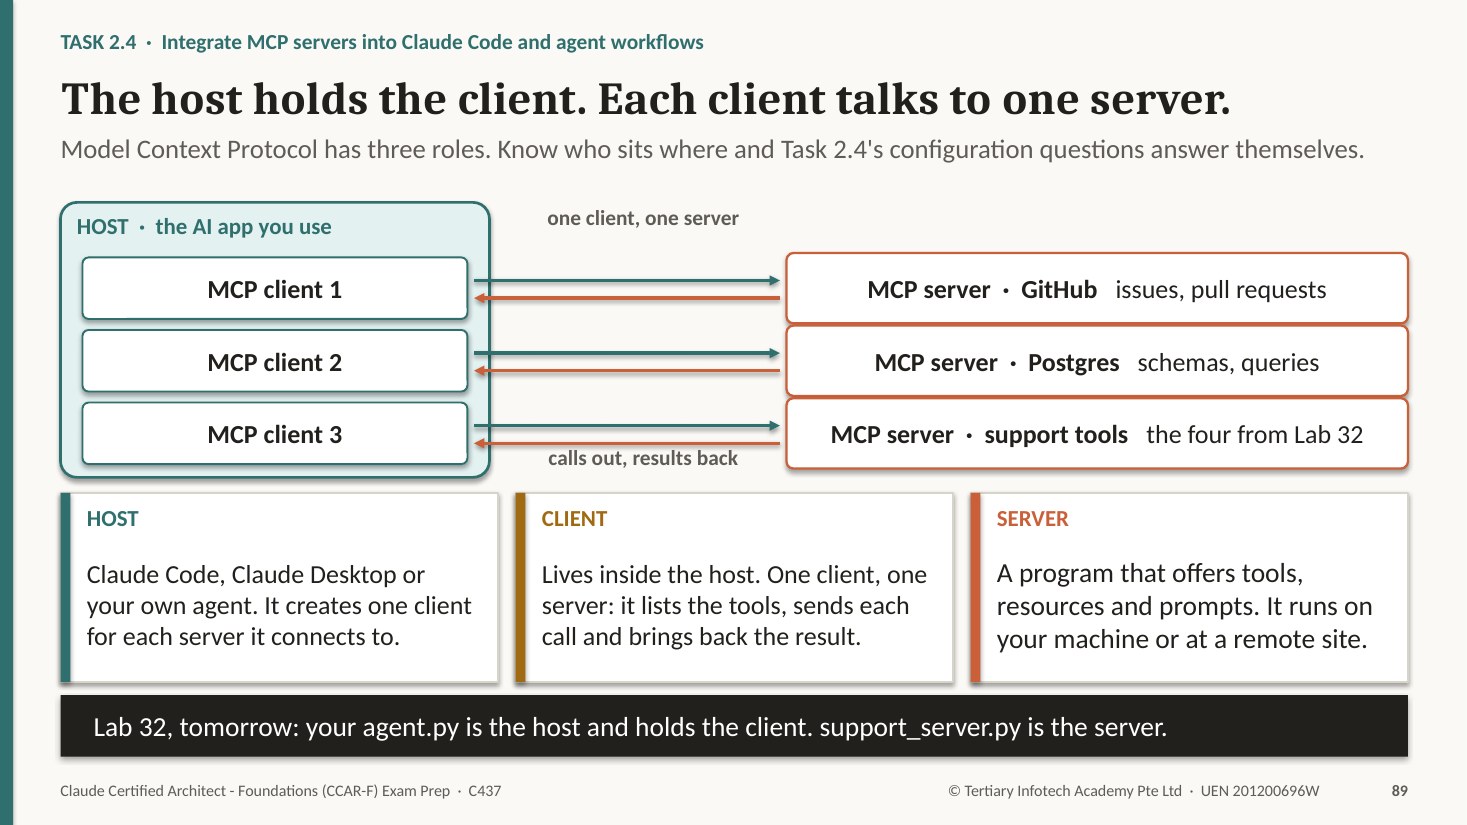 TASK 2.4 · Integrate MCP servers into Claude Code and agent workflows
The host holds the client. Each client talks to one server.
Model Context Protocol has three roles. Know who sits where and Task 2.4's configuration questions answer themselves.
HOST · the AI app you use
one client, one server
MCP client 1
MCP server · GitHub issues, pull requests
MCP client 2
MCP server · Postgres schemas, queries
MCP client 3
MCP server · support tools the four from Lab 32
calls out, results back
HOST
Claude Code, Claude Desktop or
your own agent. It creates one client
for each server it connects to.
CLIENT
Lives inside the host. One client, one
server: it lists the tools, sends each
call and brings back the result.
SERVER
A program that offers tools,
resources and prompts. It runs on
your machine or at a remote site.
Lab 32, tomorrow: your agent.py is the host and holds the client. support_server.py is the server.
Claude Certified Architect - Foundations (CCAR-F) Exam Prep · C437
© Tertiary Infotech Academy Pte Ltd · UEN 201200696W
89